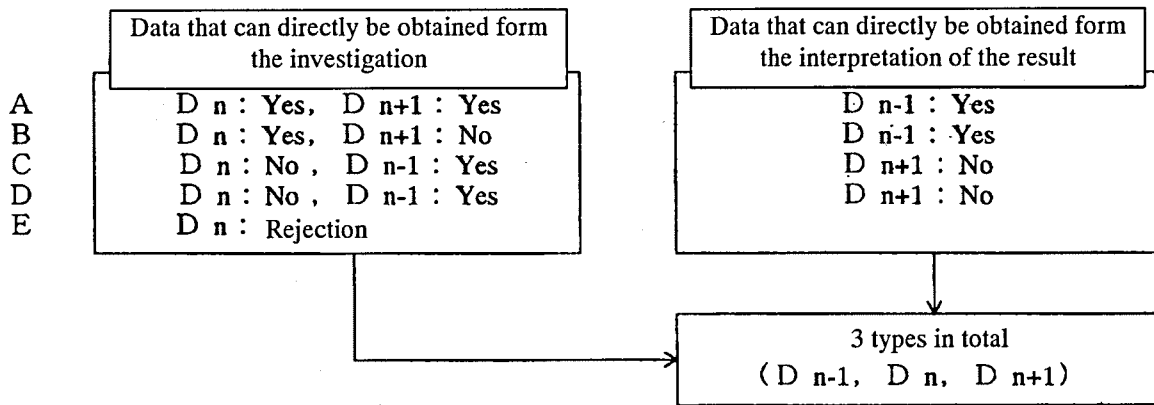 Data that can directly be obtained form
the investigation
A D n : Yes, D n+1 : Yes
B D n : Yes, D n+1 : No
C D n : No , D n-1 : Yes
D D n : No , D n-1 : Yes
E D n : Rejection
Data that can directly be obtained form
the interpretation of the result
D n-1 : Yes
D n-1 : Yes
D n+1 : No
D n+1 : No
3 types in total
( D n-1, D n, D n+1)